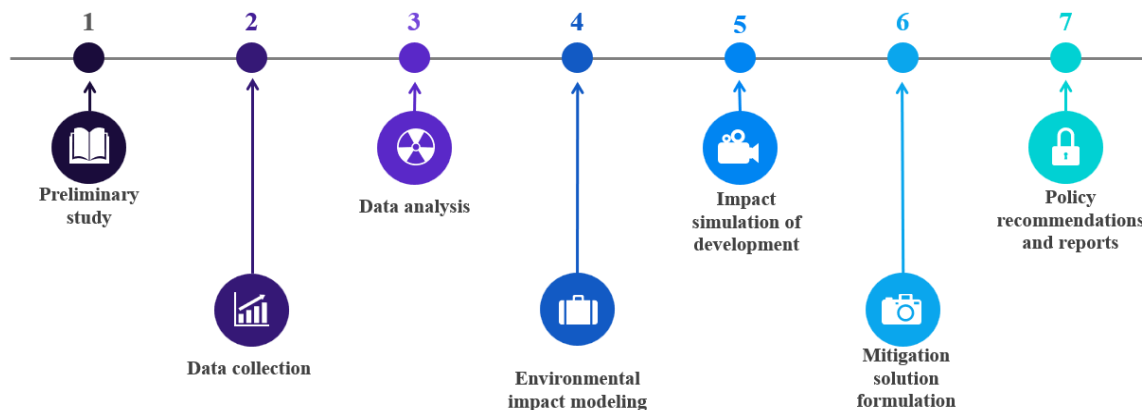 1
2
3
4
5
6
7
Preliminary
study
Data collection
Data analysis
Environmental
impact modeling
Impact
simulation of
development
Mitigation
solution
formulation
Policy
recommendations
and reports